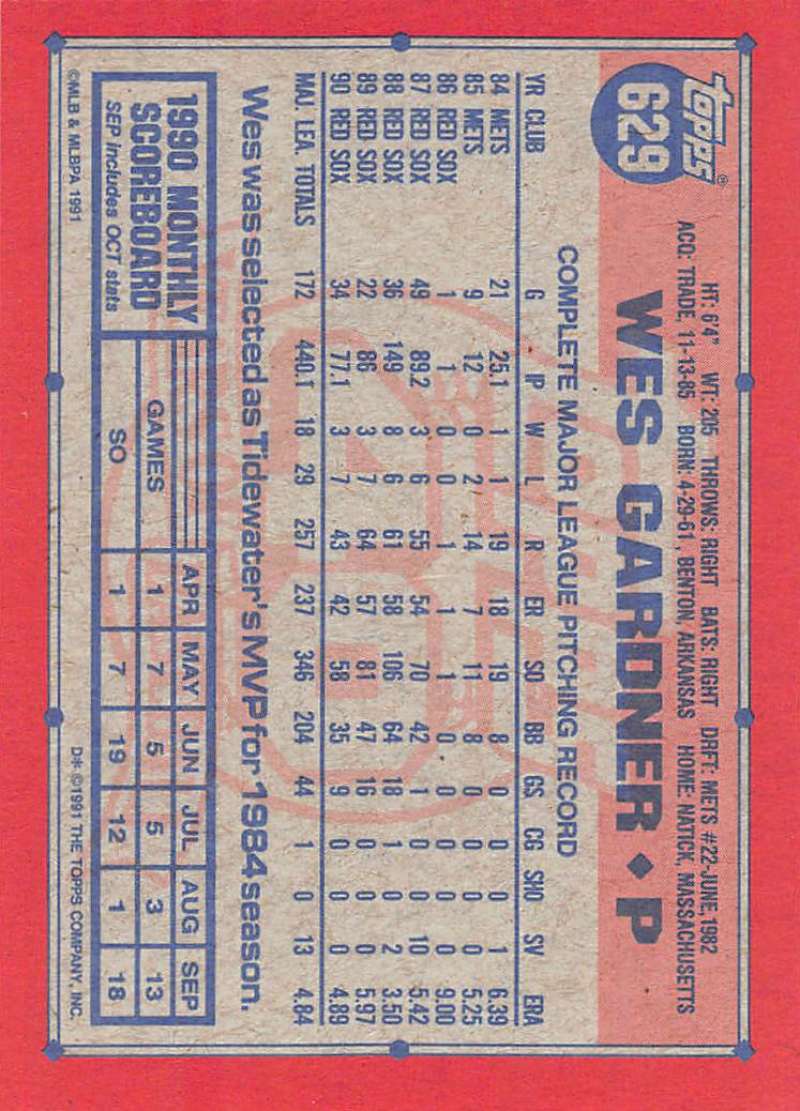 Topps®
629
HT: 6'4" WT: 205 THROWS: RIGHT BATS: RIGHT DRFT: METS #22-JUNE, 1982
ACQ: TRADE, 11-13-85 BORN: 4-29-61, BENTON, ARKANSAS HOME: NATICK, MASSACHUSETTS
WES GARDNER ♦ P
COMPLETE MAJOR LEAGUE PITCHING RECORD
YR CLUB G IP W L R ER SO BB GS CG SHO SV ERA
84 METS 21 25.1 1 1 19 18 19 8 0 0 0 1 6.39
85 METS 9 12 0 2 14 7 11 8 0 0 0 0 5.25
86 RED SOX 1 1 0 0 1 1 1 0 0 0 0 0 9.00
87 RED SOX 49 89.2 3 6 55 54 70 42 1 0 0 10 5.42
88 RED SOX 36 149 8 6 61 58 106 64 18 1 0 2 3.50
89 RED SOX 22 86 3 7 64 57 81 47 16 0 0 0 5.97
90 RED SOX 34 77.1 3 7 43 42 58 35 9 0 0 0 4.89
MAJ. LEA. TOTALS 172 440.1 18 29 257 237 346 204 44 1 0 13 4.84
Wes was selected as Tidewater's MVP for 1984 season.
1990 MONTHLY
SCOREBOARD
SEP includes OCT stats
APR MAY JUN JUL AUG SEP
GAMES 1 7 5 5 3 13
SO 1 7 19 12 1 18
©MLB & MLBPA 1991
D* ©1991 THE TOPPS COMPANY, INC.